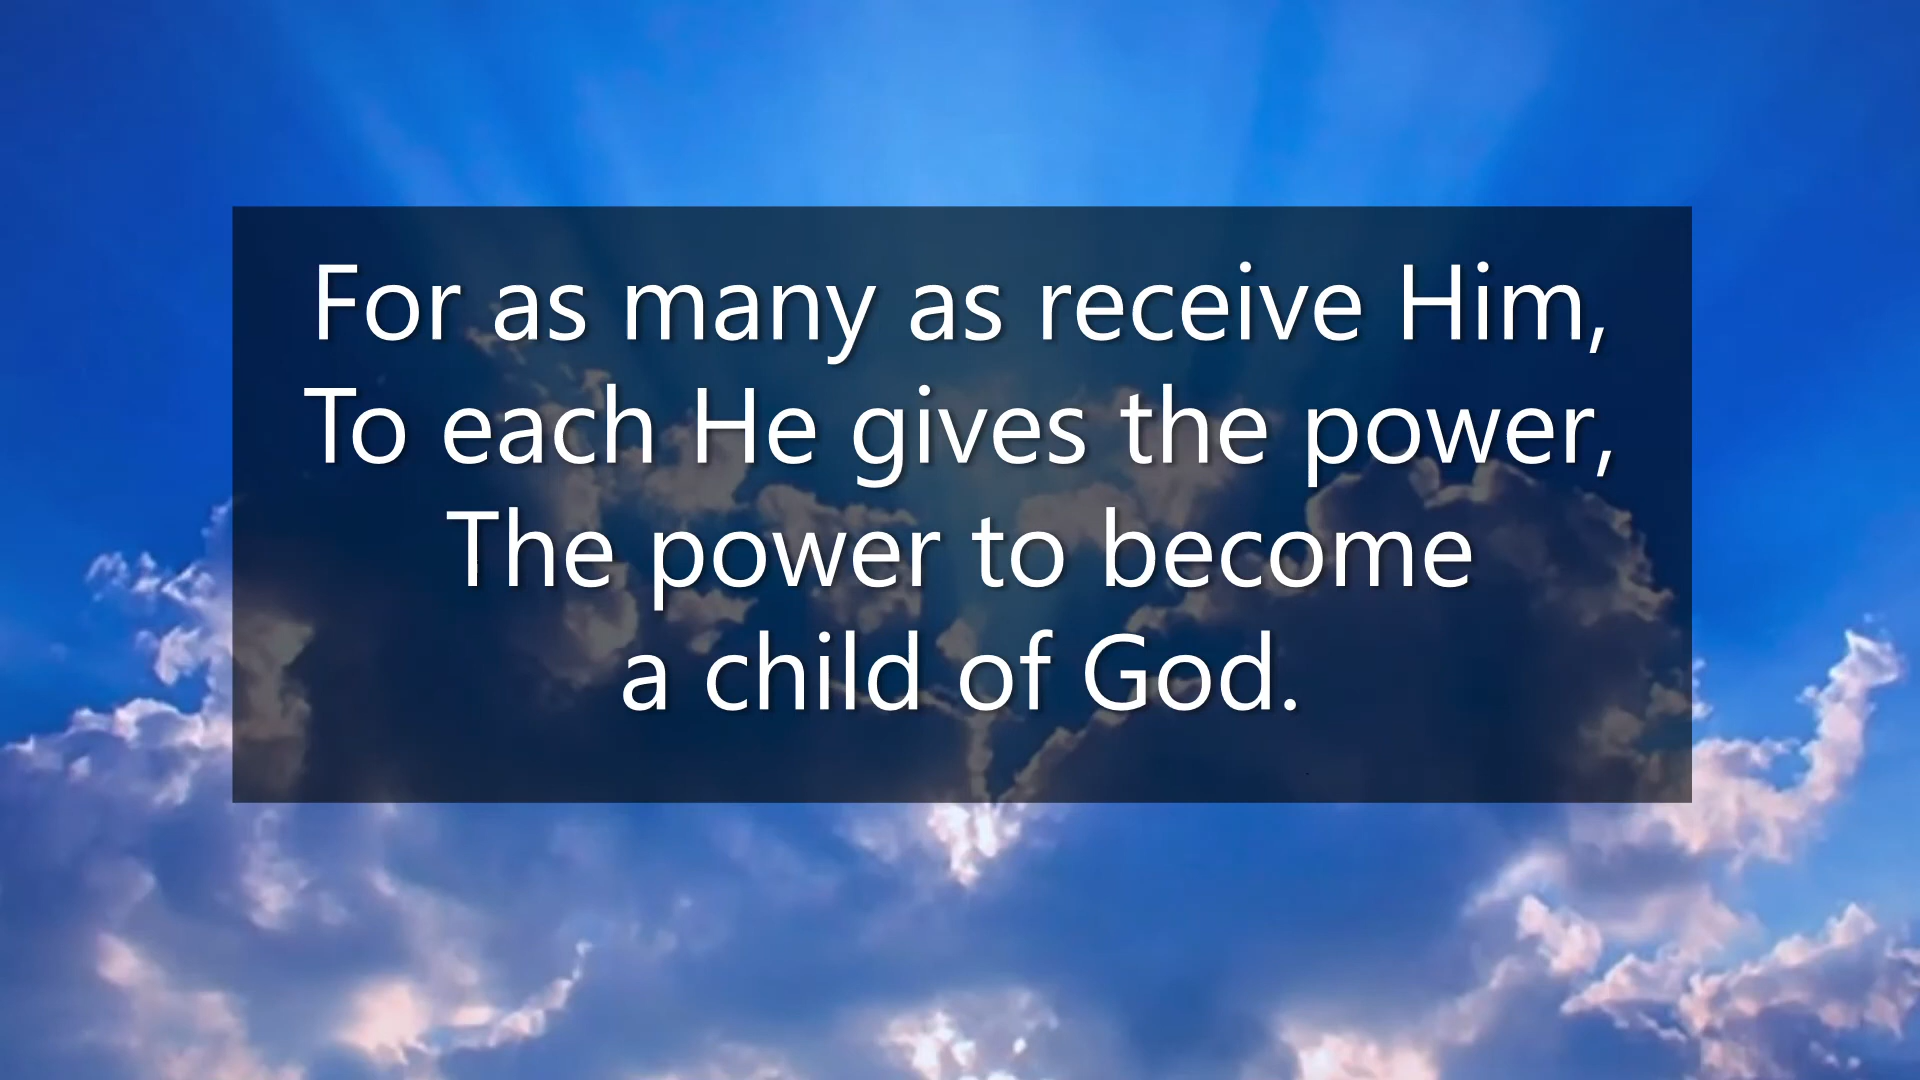 For as many as receive Him,
To each He gives the power,
The power to become
a child of God.